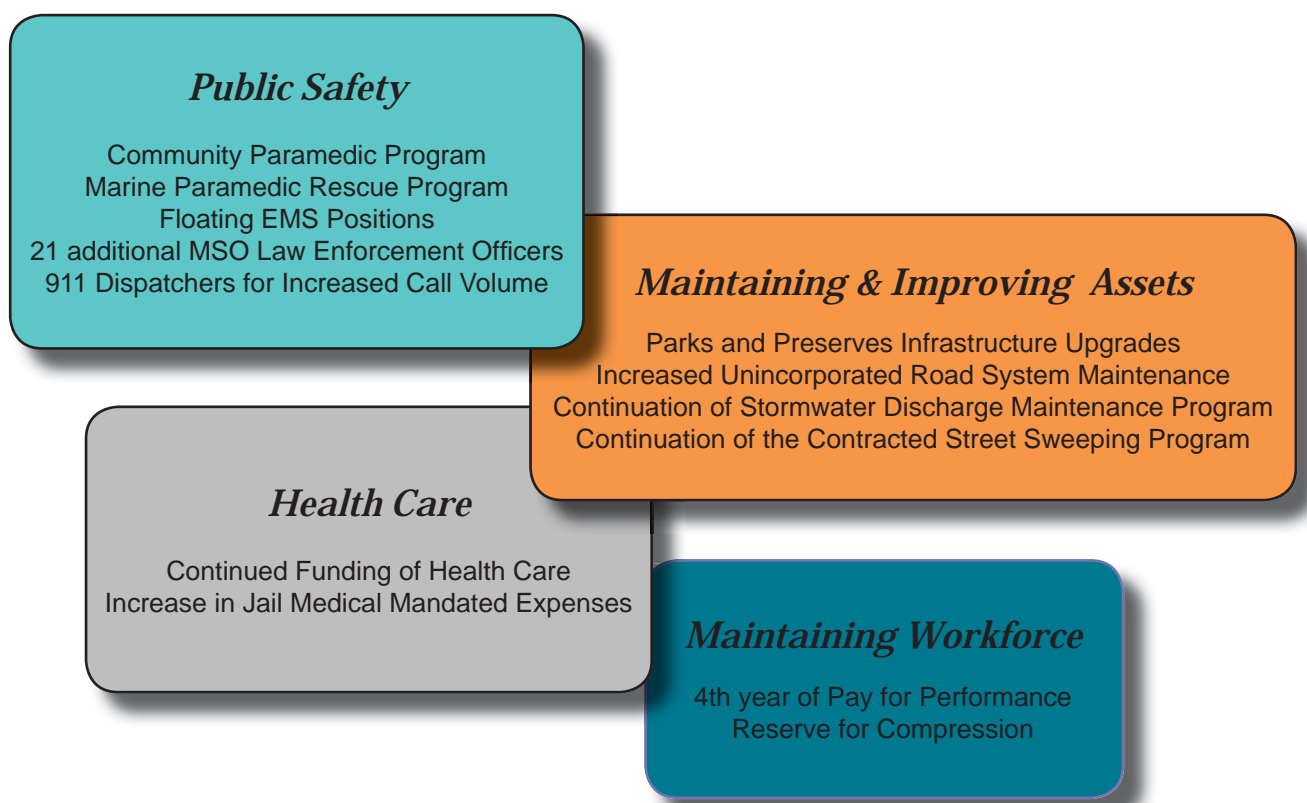 Public Safety
Community Paramedic Program
Marine Paramedic Rescue Program
Floating EMS Positions
21 additional MSO Law Enforcement Officers
911 Dispatchers for Increased Call Volume
Maintaining & Improving Assets
Parks and Preserves Infrastructure Upgrades
Increased Unincorporated Road System Maintenance
Continuation of Stormwater Discharge Maintenance Program
Continuation of the Contracted Street Sweeping Program
Health Care
Continued Funding of Health Care
Increase in Jail Medical Mandated Expenses
Maintaining Workforce
4th year of Pay for Performance
Reserve for Compression